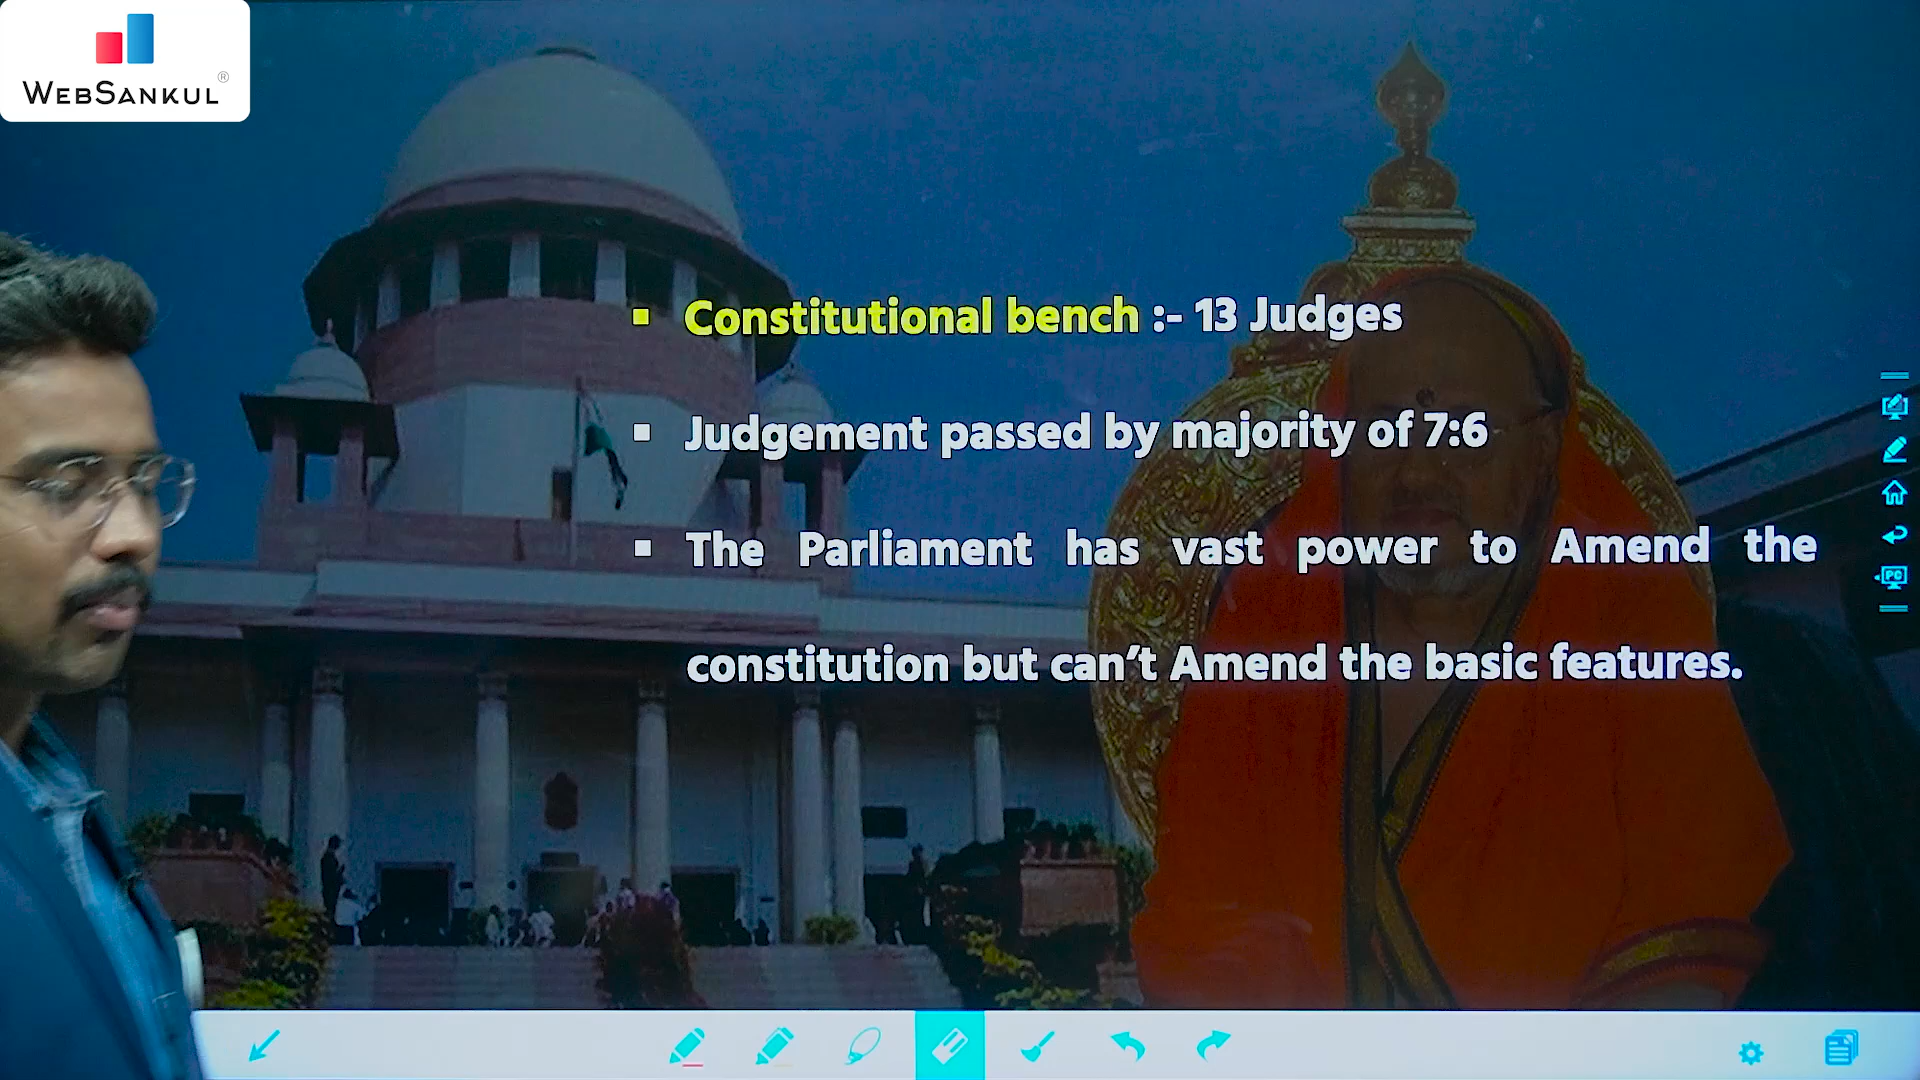 WEBSANKUL®
▪ Constitutional bench :- 13 Judges
▪ Judgement passed by majority of 7:6
▪ The Parliament has vast power to Amend the
constitution but can't Amend the basic features.
PC